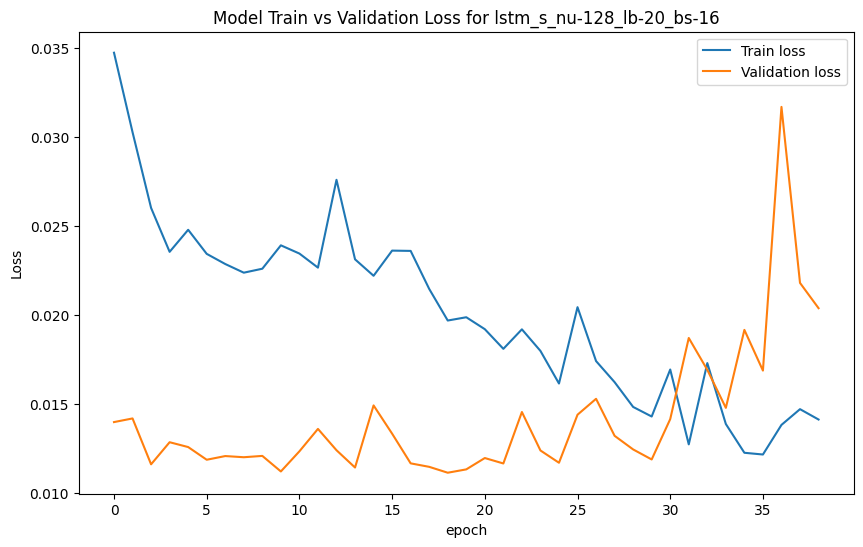 Model Train vs Validation Loss for lstm_s_nu-128_lb-20_bs-16
Train loss
Validation loss
0.035
0.030
0.025
0.020
0.015
0.010
Loss
0 5 10 15 20 25 30 35
epoch